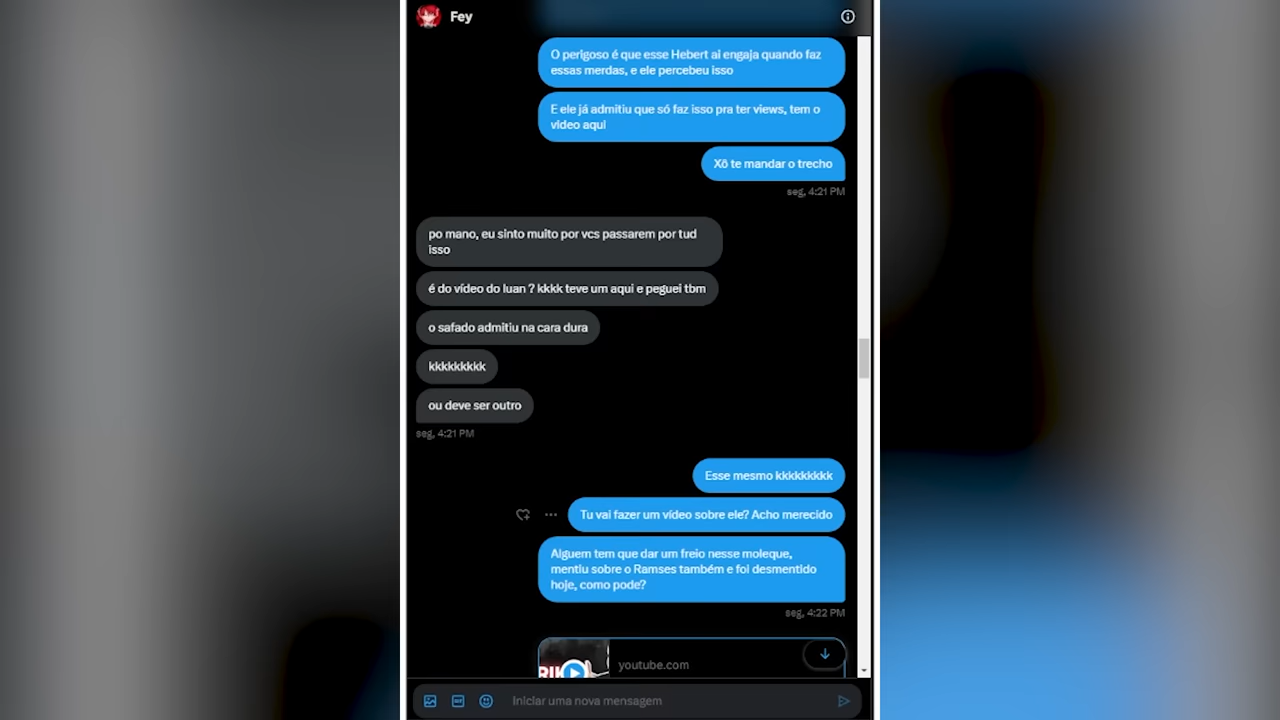 Fey
O perigoso é que esse Hebert ai engaja quando faz
essas merdas, e ele percebeu isso
E ele já admitiu que só faz isso pra ter views, tem o
video aqui
Xô te mandar o trecho
seg, 4:21 PM
po mano, eu sinto muito por vcs passarem por tud
isso
é do vídeo do luan ? kkkk teve um aqui e peguei tbm
o safado admitiu na cara dura
kkkkkkkkk
ou deve ser outro
seg, 4:21 PM
Esse mesmo kkkkkkkkk
Tu vai fazer um vídeo sobre ele? Acho merecido
Alguem tem que dar um freio nesse moleque,
mentiu sobre o Ramses também e foi desmentido
hoje, como pode?
seg, 4:22 PM
youtube.com
Iniciar uma nova mensagem